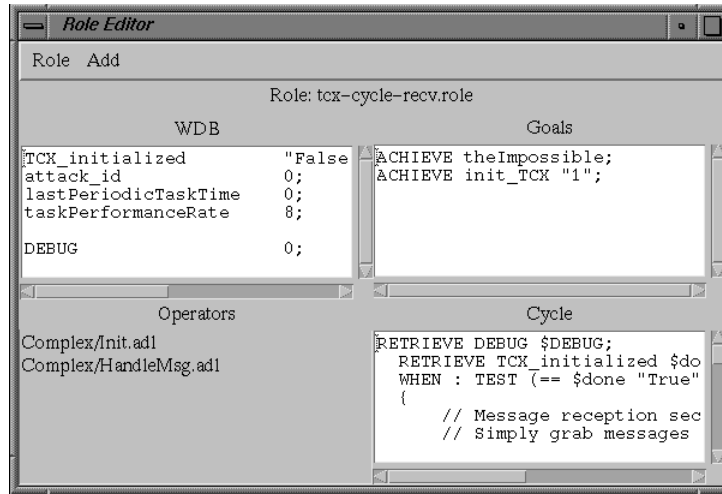 Role Editor
Role Add
Role: tcx-cycle-recv.role
WDB
TCX_initialized "False
attack_id 0;
lastPeriodicTaskTime 0;
taskPerformanceRate 8;
DEBUG 0;
Goals
ACHIEVE theImpossible;
ACHIEVE init_TCX "1";
Operators
Complex/Init.adl
Complex/HandleMsg.adl
Cycle
RETRIEVE DEBUG $DEBUG;
RETRIEVE TCX_initialized $do
WHEN : TEST (== $done "True"
{
// Message reception sec
// Simply grab messages